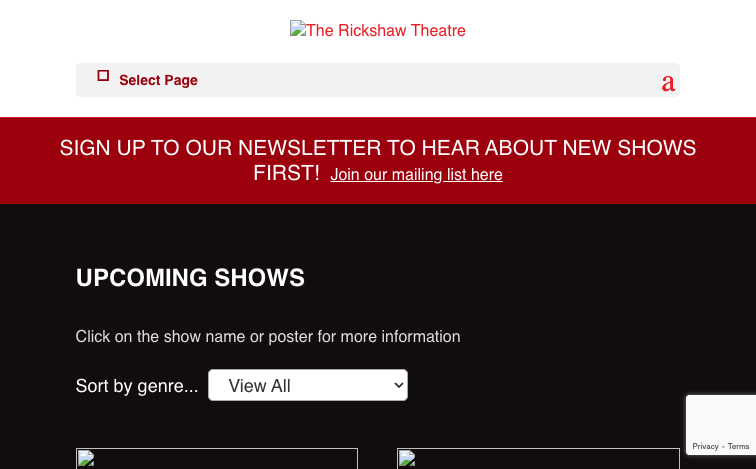 The Rickshaw Theatre
Select Page
a
SIGN UP TO OUR NEWSLETTER TO HEAR ABOUT NEW SHOWS
FIRST! Join our mailing list here
UPCOMING SHOWS
Click on the show name or poster for more information
Sort by genre... View All
Privacy - Terms